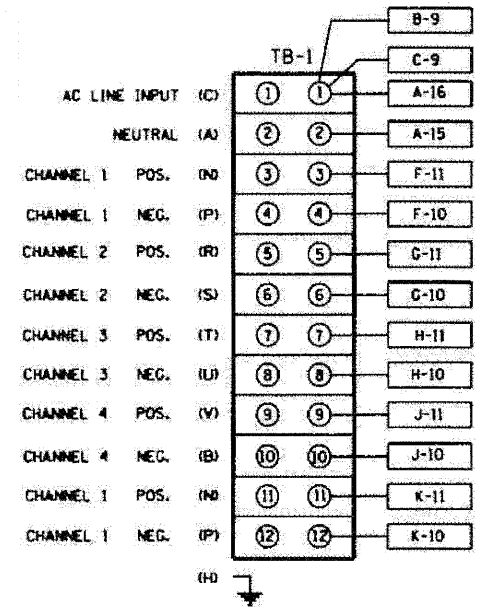 B-9
TB-1
C-9
AC LINE INPUT (C) 1 1 A-16
NEUTRAL (A) 2 2 A-15
CHANNEL 1 POS. (N) 3 3 F-11
CHANNEL 1 NEG. (P) 4 4 F-10
CHANNEL 2 POS. (R) 5 5 G-11
CHANNEL 2 NEG. (S) 6 6 G-10
CHANNEL 3 POS. (T) 7 7 H-11
CHANNEL 3 NEG. (U) 8 8 H-10
CHANNEL 4 POS. (V) 9 9 J-11
CHANNEL 4 NEG. (B) 10 10 J-10
CHANNEL 1 POS. (N) 11 11 K-11
CHANNEL 1 NEG. (P) 12 12 K-10
(H)